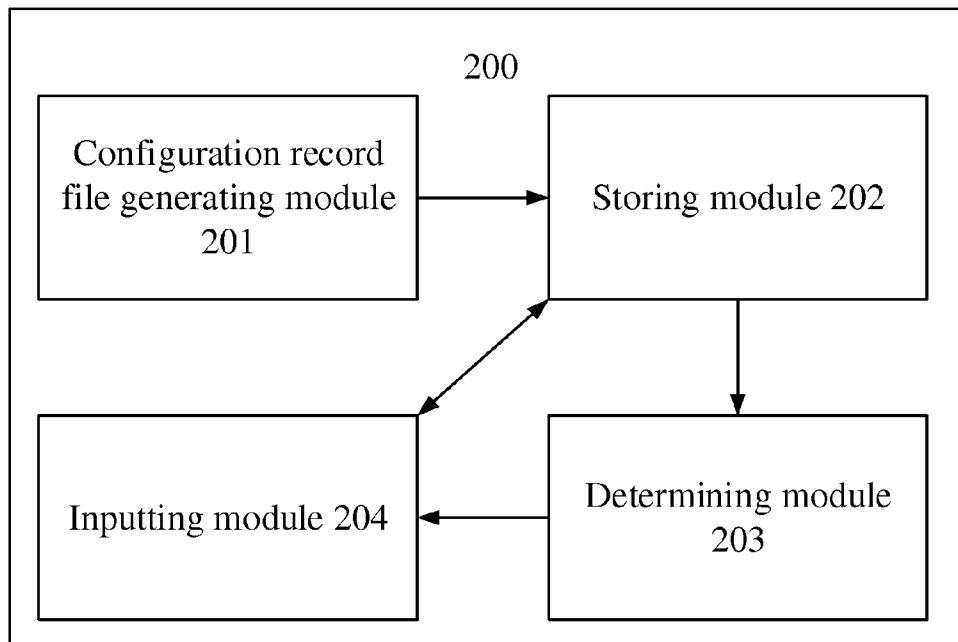 200
Configuration record
file generating module
201
Storing module 202
Inputting module 204
Determining module
203